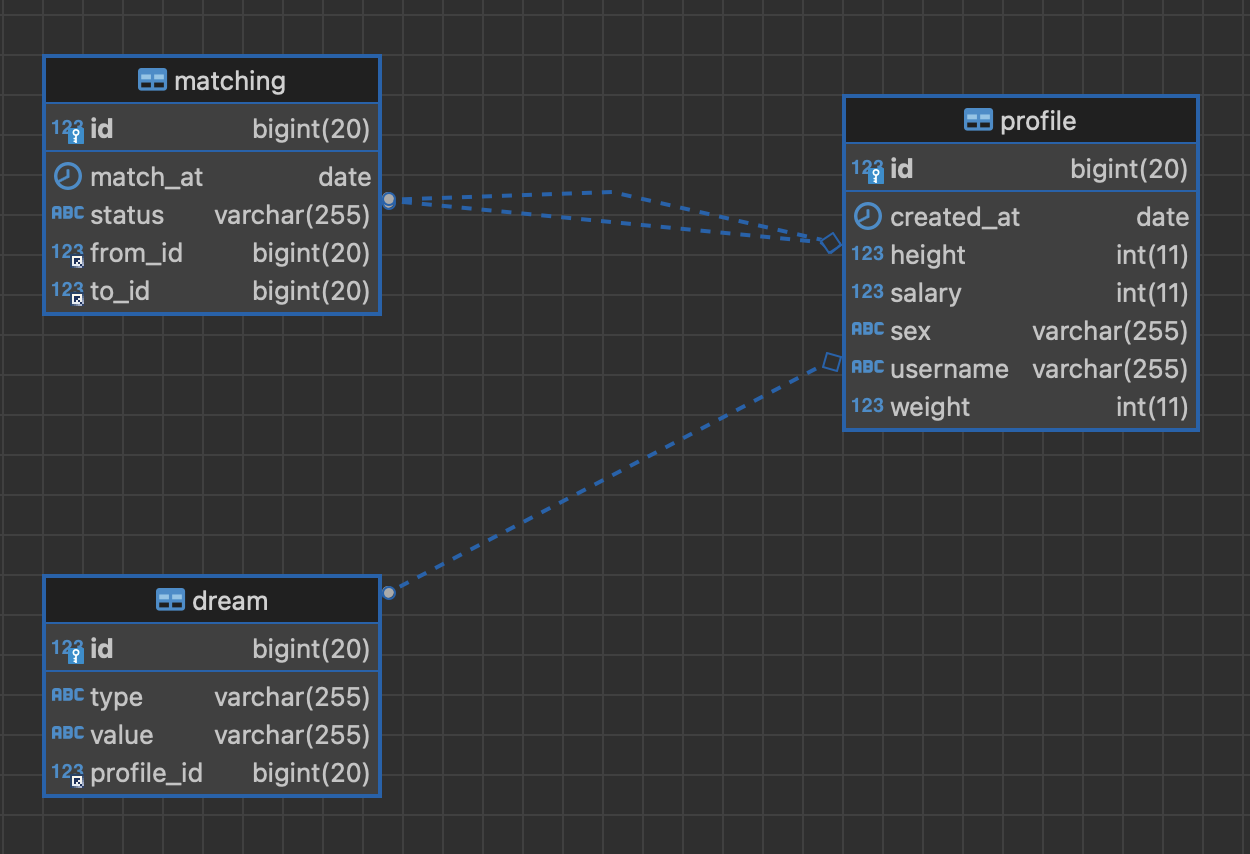 matching
123 id bigint(20)
match_at date
ABC status varchar(255)
123 from_id bigint(20)
123 to_id bigint(20)
profile
123 id bigint(20)
created_at date
123 height int(11)
123 salary int(11)
ABC sex varchar(255)
ABC username varchar(255)
123 weight int(11)
dream
123 id bigint(20)
ABC type varchar(255)
ABC value varchar(255)
123 profile_id bigint(20)